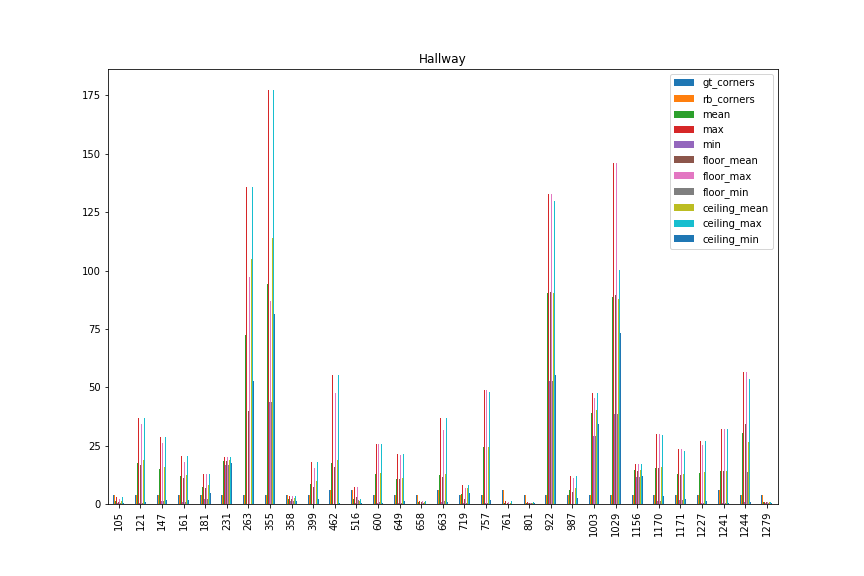 Hallway
175
150
125
100
75
50
25
0
gt_corners
rb_corners
mean
max
min
floor_mean
floor_max
floor_min
ceiling_mean
ceiling_max
ceiling_min
105 121 147 161 181 231 263 355 358 399 462 516 600 649 658 663 719 757 761 801 922 987 1003 1029 1156 1170 1171 1227 1241 1244 1279